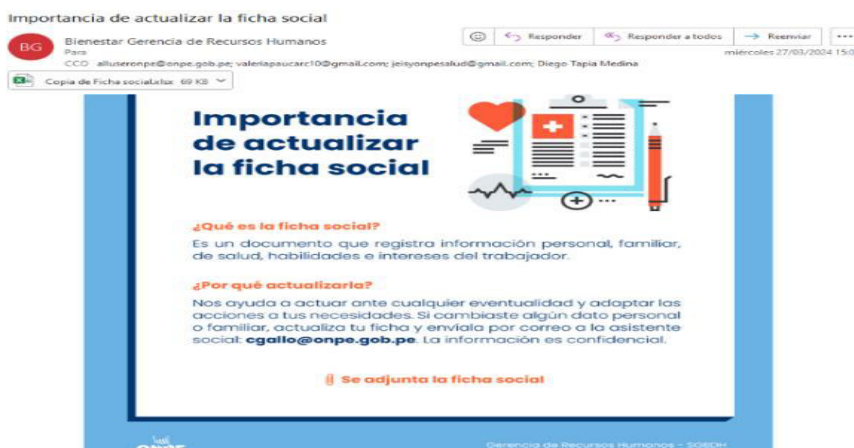 Importancia de actualizar la ficha social
BG
Bienestar Gerencia de Recursos Humanos
Responder
Responder a todos
Reenviar
Para
miércoles 27/03/2024 15:0
CCO alluseronpe@onpe.gob.pe; valeriapaucarc10@gmail.com; jeisyonpesalud@gmail.com; Diego Tapia Medina
Copia de Ficha social.xlsx 69 KB
Importancia
de actualizar
la ficha social
¿Qué es la ficha social?
Es un documento que registra información personal, familiar,
de salud, habilidades e intereses del trabajador.
¿Por qué actualizarla?
Nos ayuda a actuar ante cualquier eventualidad y adaptar las
acciones a tus necesidades. Si cambiaste algún dato personal
o familiar, actualiza tu ficha y envíala por correo a la asistente
social: cgallo@onpe.gob.pe. La información es confidencial.
Se adjunta la ficha social
ONPE
Gerencia de Recursos Humanos - SGBDH